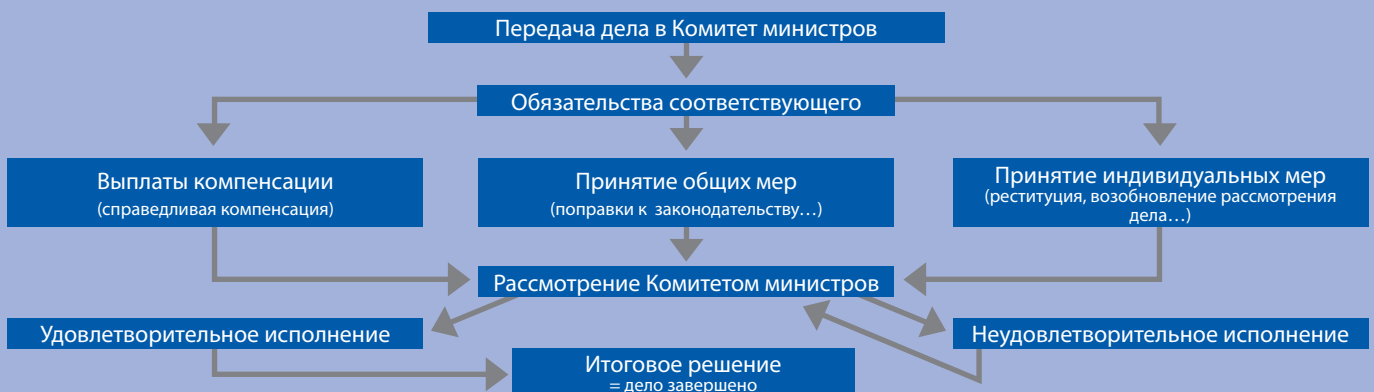 Передача дела в Комитет министров
Обязательства соответствующего
Выплаты компенсации
(справедливая компенсация)
Принятие общих мер
(поправки к законодательству…)
Принятие индивидуальных мер
(реституция, возобновление рассмотрения
дела…)
Рассмотрение Комитетом министров
Удовлетворительное исполнение
Неудовлетворительное исполнение
Итоговое решение
= дело завершено